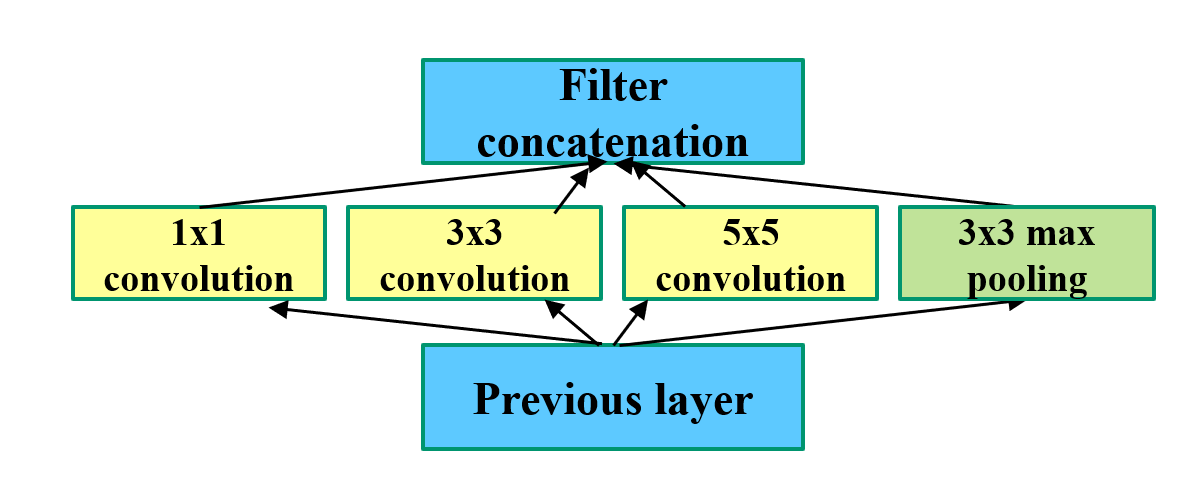 Filter
concatenation
1x1
convolution
3x3
convolution
5x5
convolution
3x3 max
pooling
Previous layer